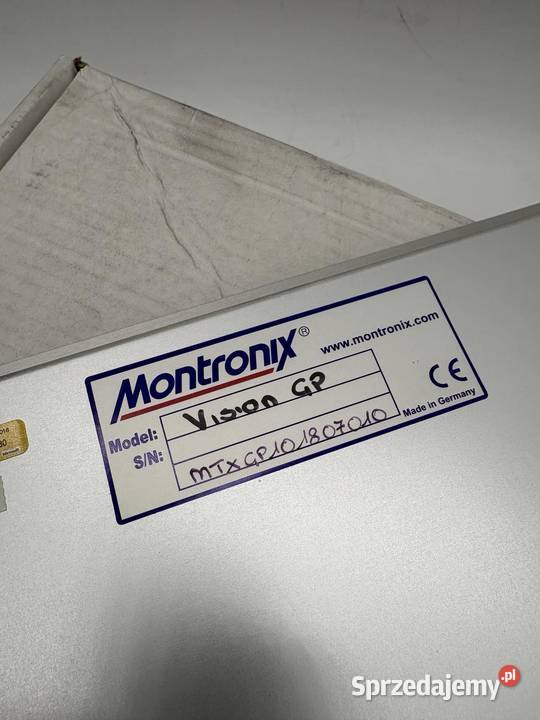 Montronix®
www.montronix.com
Model: Vision GP
S/N: MTXGP101807010
CE
Made in Germany
Sprzedajemy.pl